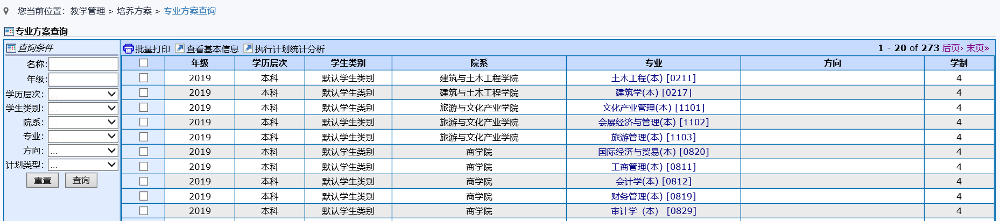 您当前位置：教学管理 > 培养方案 > 专业方案查询
专业方案查询
查询条件
名称:
年级:
学历层次: ...
学生类别: ...
院系: ...
专业: ...
方向: ...
计划类型: ...
重置 查询
批量打印 查看基本信息 执行计划统计分析 1 - 20 of 273 后页› 末页»
年级 学历层次 学生类别 院系 专业 方向 学制
2019 本科 默认学生类别 建筑与土木工程学院 土木工程(本) [0211] 4
2019 本科 默认学生类别 建筑与土木工程学院 建筑学(本) [0217] 4
2019 本科 默认学生类别 旅游与文化产业学院 文化产业管理(本) [1101] 4
2019 本科 默认学生类别 旅游与文化产业学院 会展经济与管理(本) [1102] 4
2019 本科 默认学生类别 旅游与文化产业学院 旅游管理(本) [1103] 4
2019 本科 默认学生类别 商学院 国际经济与贸易(本) [0820] 4
2019 本科 默认学生类别 商学院 工商管理(本) [0811] 4
2019 本科 默认学生类别 商学院 会计学(本) [0812] 4
2019 本科 默认学生类别 商学院 财务管理(本) [0819] 4
2019 本科 默认学生类别 商学院 审计学（本） [0829] 4